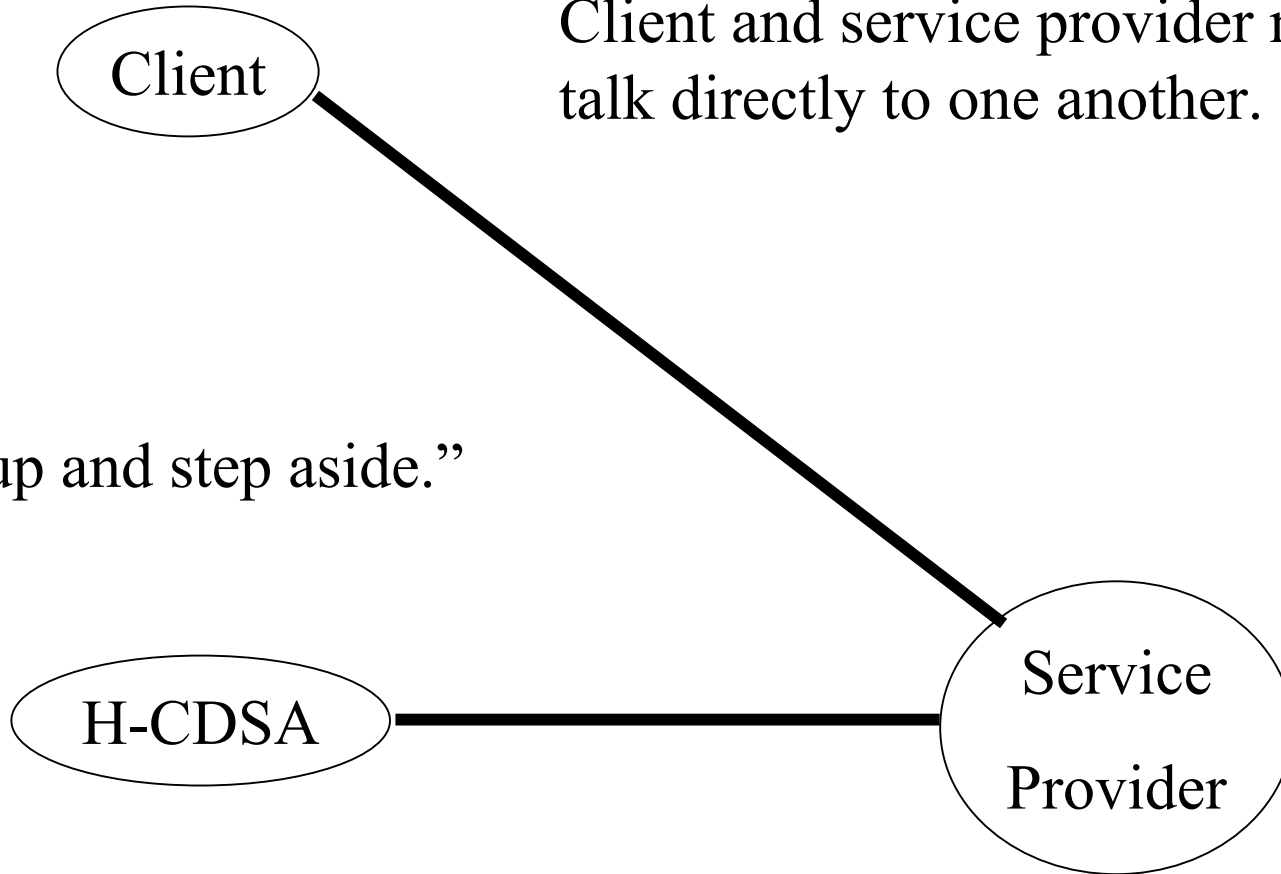 Client and service provider
talk directly to one another.
Client
up and step aside.”
H-CDSA
Service
Provider